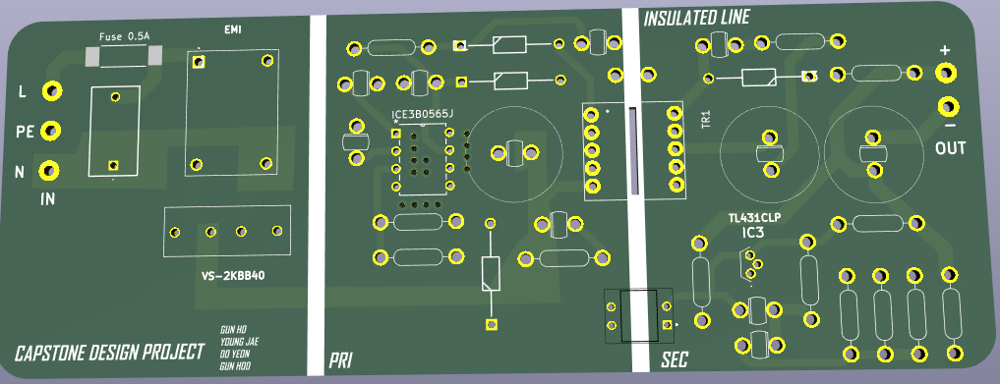 INSULATED LINE
Fuse 0.5A
EMI
L
PE
N
IN
ICE3B0565J
TR1
+
-
OUT
TL431CLP
IC3
VS-2KBB40
CAPSTONE DESIGN PROJECT
GUN HO
YOUNG JAE
DO YEON
GUN HOO
PRI
SEC